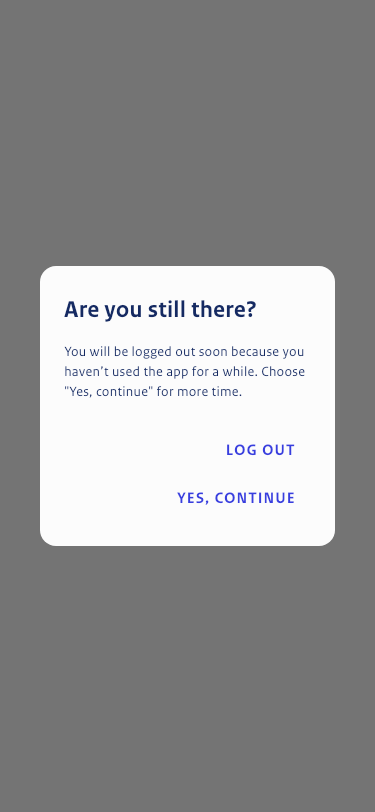 Are you still there?
You will be logged out soon because you
haven’t used the app for a while. Choose
"Yes, continue" for more time.
LOG OUT
YES, CONTINUE